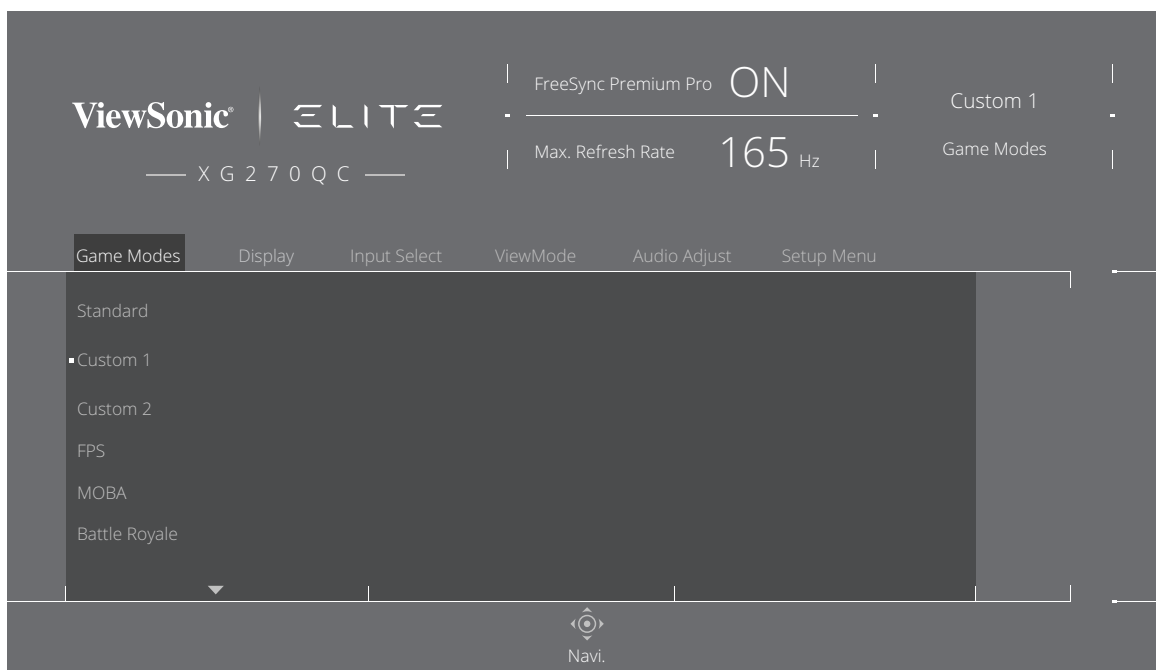 ViewSonic® ELITE
XG270QC
FreeSync Premium Pro ON
Max. Refresh Rate 165 Hz
Custom 1
Game Modes
Game Modes Display Input Select ViewMode Audio Adjust Setup Menu
Standard
Custom 1
Custom 2
FPS
MOBA
Battle Royale
Navi.